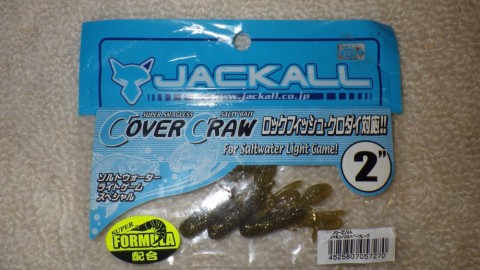 JACKALL
www.jackall.co.jp
SUPER SNAGLESS
SALTY BAIT
COVER CRAW
ロックフィッシュ・クロダイ対応!!
For Saltwater Light Game!
2"
ソルトウォーター
ライトゲーム
スペシャル
SUPER
FORMULA
配合
4525807057270